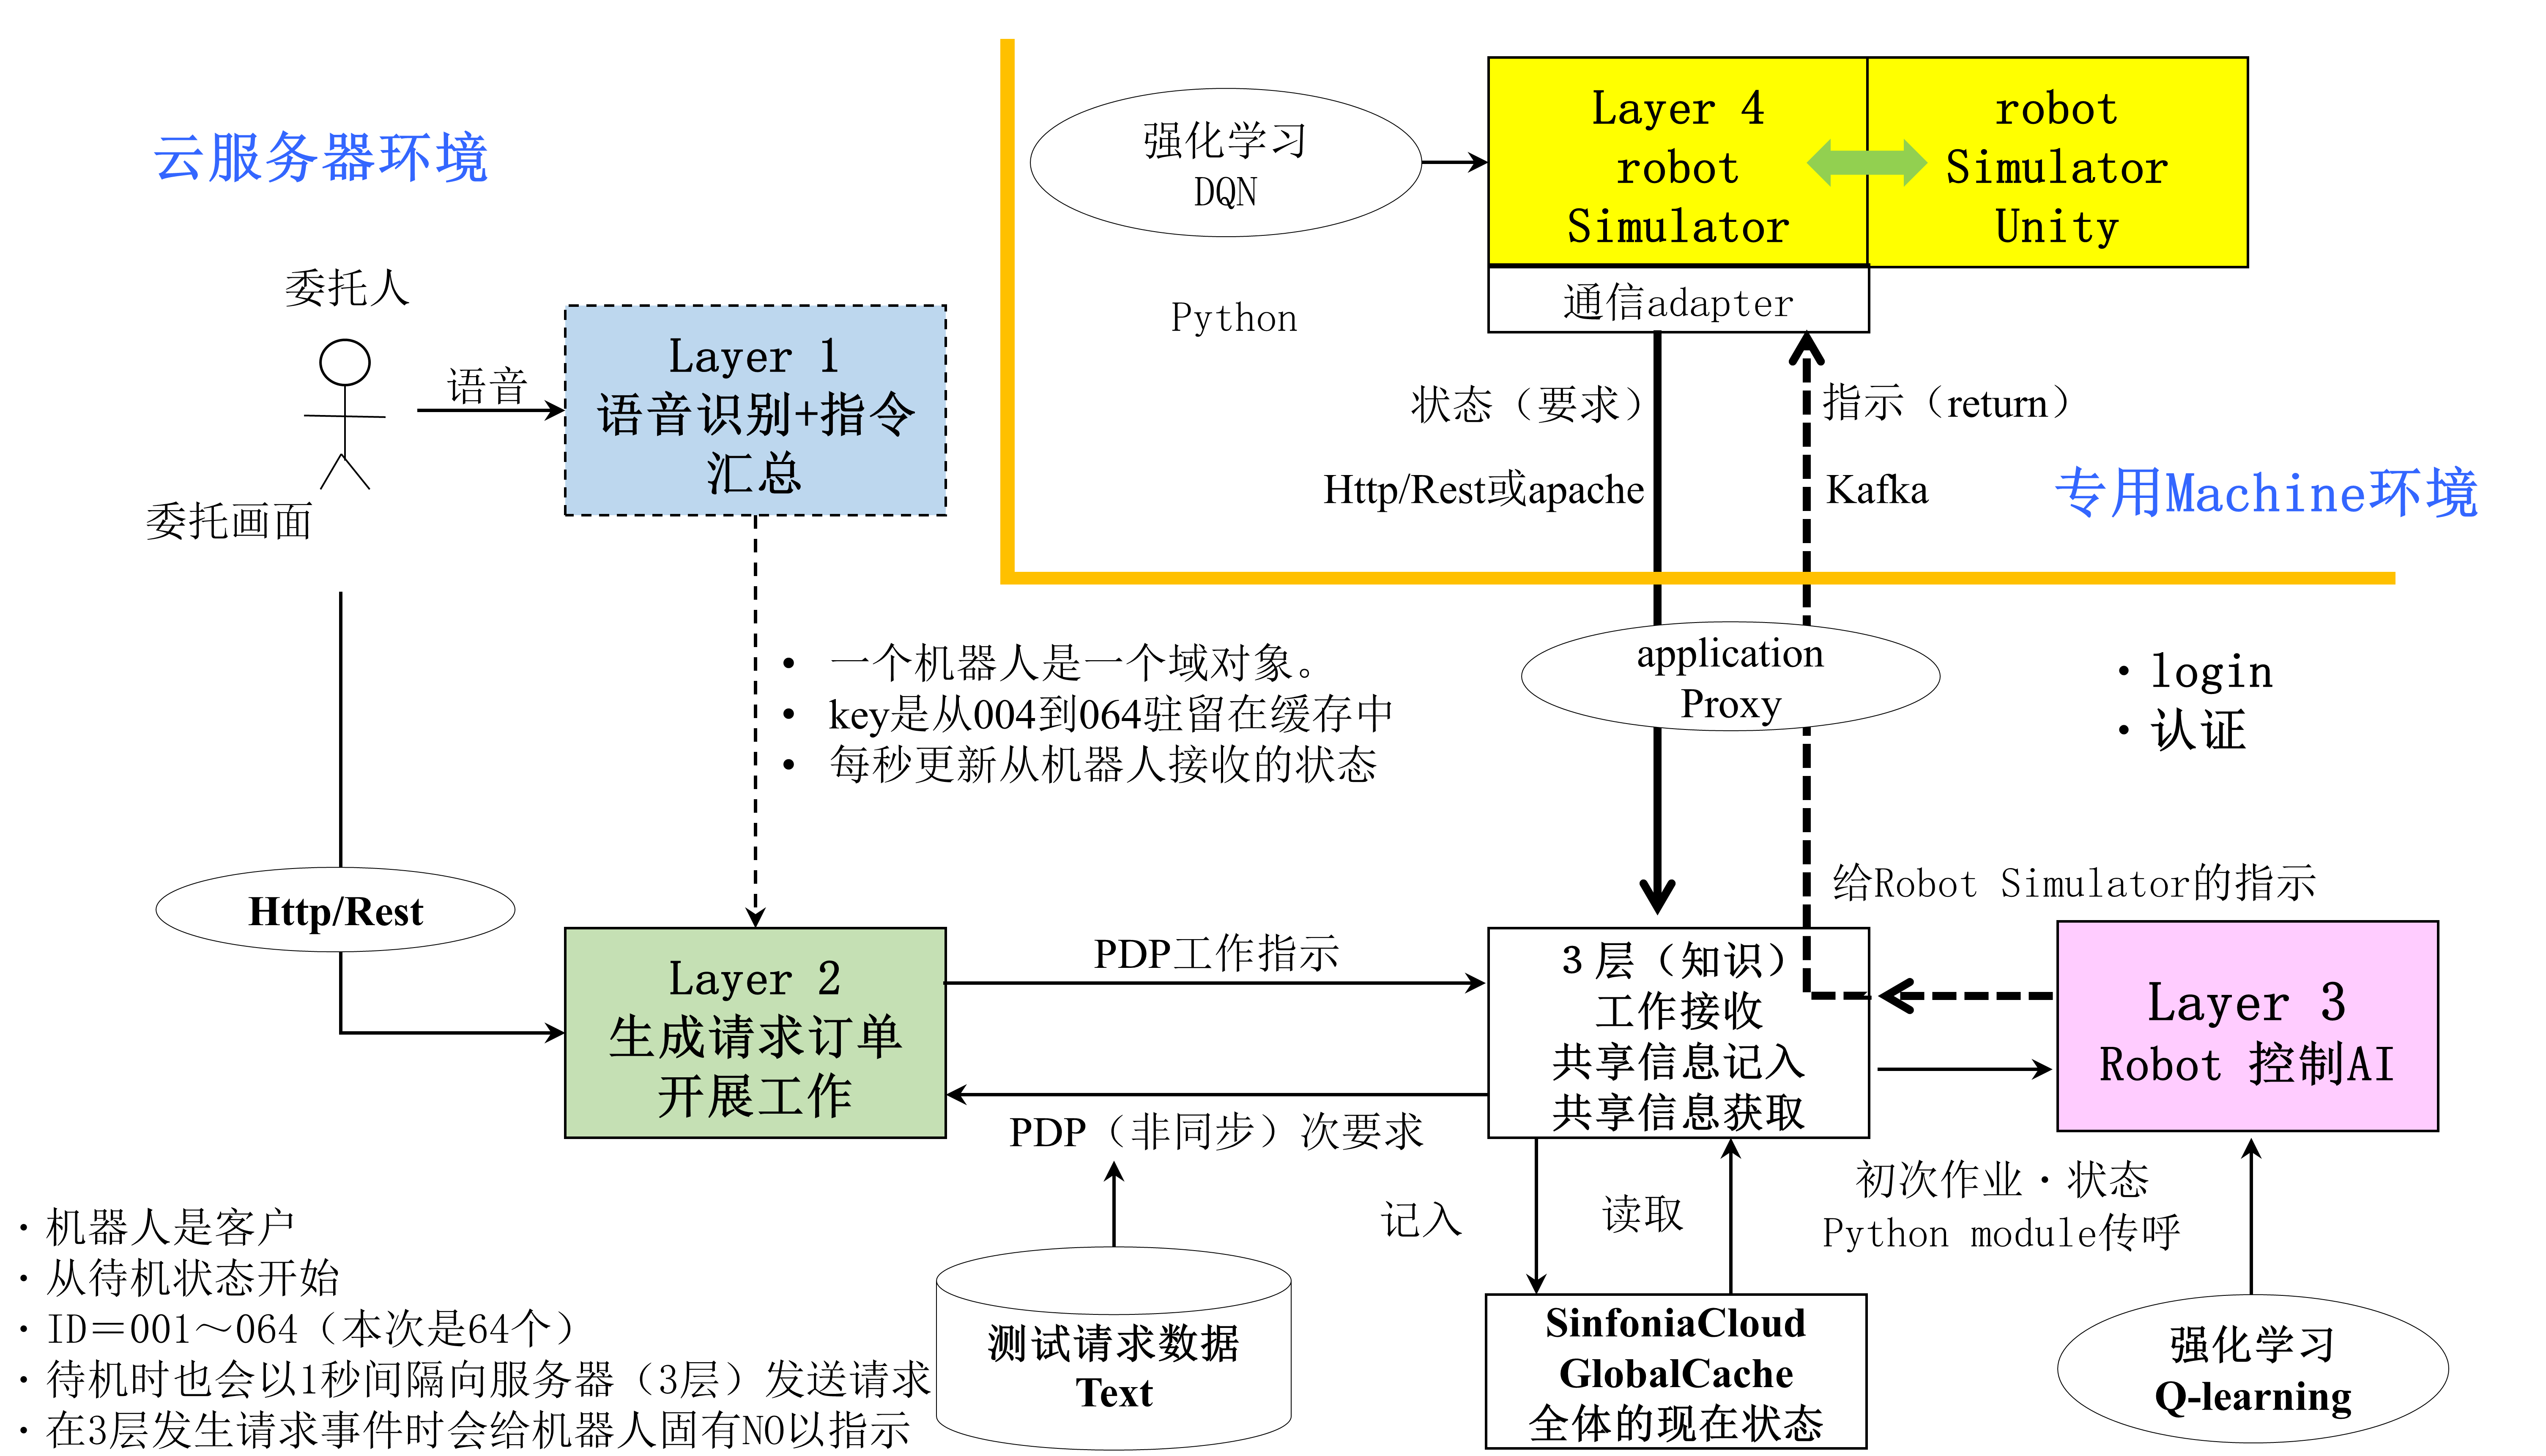 云服务器环境
强化学习
DQN
Layer 4
robot
Simulator
robot
Simulator
Unity
通信adapter
Python
委托人
语音
Layer 1
语音识别+指令
汇总
委托画面
状态（要求）
指示（return）
Http/Rest或apache
Kafka
专用Machine环境
• 一个机器人是一个域对象。
• key是从004到064驻留在缓存中
• 每秒更新从机器人接收的状态
application
Proxy
・login
・认证
Http/Rest
给Robot Simulator的指示
Layer 2
生成请求订单
开展工作
PDP工作指示
3层（知识）
工作接收
共享信息记入
共享信息获取
Layer 3
Robot 控制AI
PDP（非同步）次要求
记入
读取
初次作业・状态
Python module传呼
・机器人是客户
・从待机状态开始
・ID＝001～064（本次是64个）
・待机时也会以1秒间隔向服务器（3层）发送请求
・在3层发生请求事件时会给机器人固有NO以指示
测试请求数据
Text
SinfoniaCloud
GlobalCache
全体的现在状态
强化学习
Q-learning